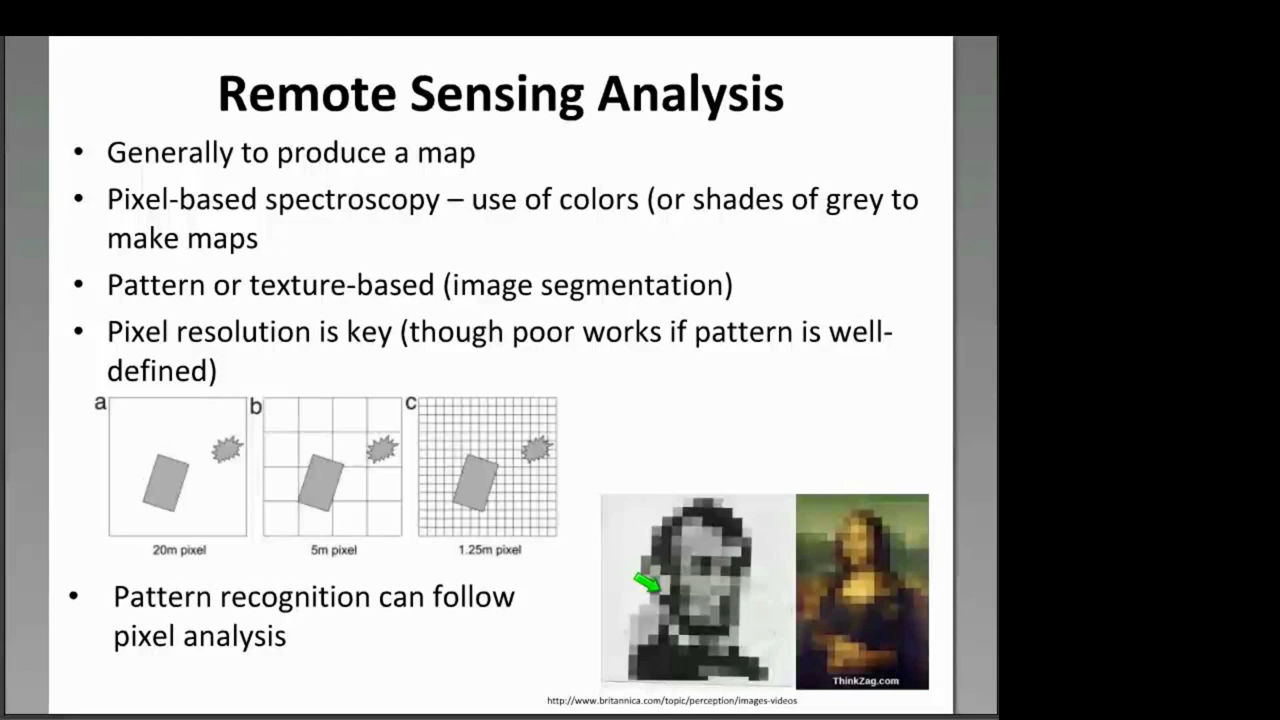 Remote Sensing Analysis
• Generally to produce a map
• Pixel-based spectroscopy – use of colors (or shades of grey to
make maps
• Pattern or texture-based (image segmentation)
• Pixel resolution is key (though poor works if pattern is well-
defined)
a b c
20m pixel 5m pixel 1.25m pixel
• Pattern recognition can follow
pixel analysis
ThinkZag.com
http://www.britannica.com/topic/perception/images-videos